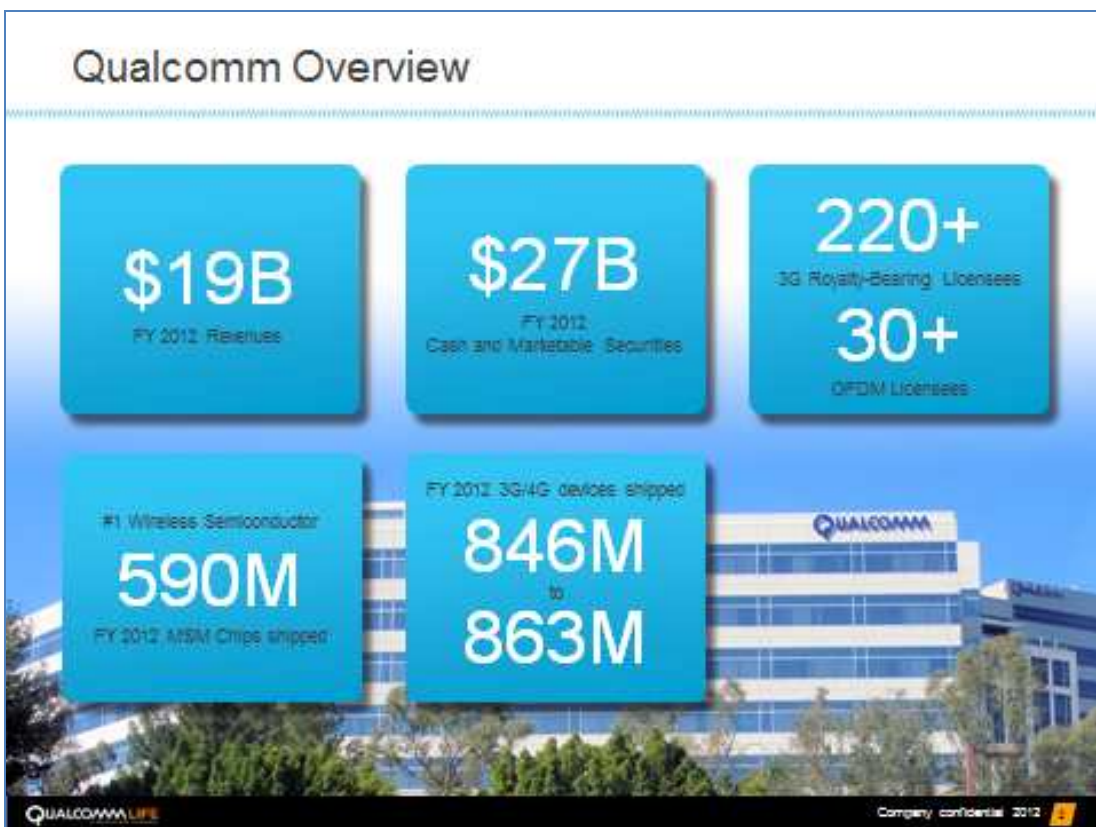 Qualcomm Overview
$19B
FY 2012 Revenues
$27B
FY 2012
Cash and Marketable Securities
220+
3G Royalty-Bearing Licensees
30+
OFDM Licensees
#1 Wireless Semiconductor
590M
FY 2012 MSM Chips shipped
FY 2012 3G/4G devices shipped
846M
to
863M
QUALCOMM
QUALCOMM LIFE
Company confidential 2012